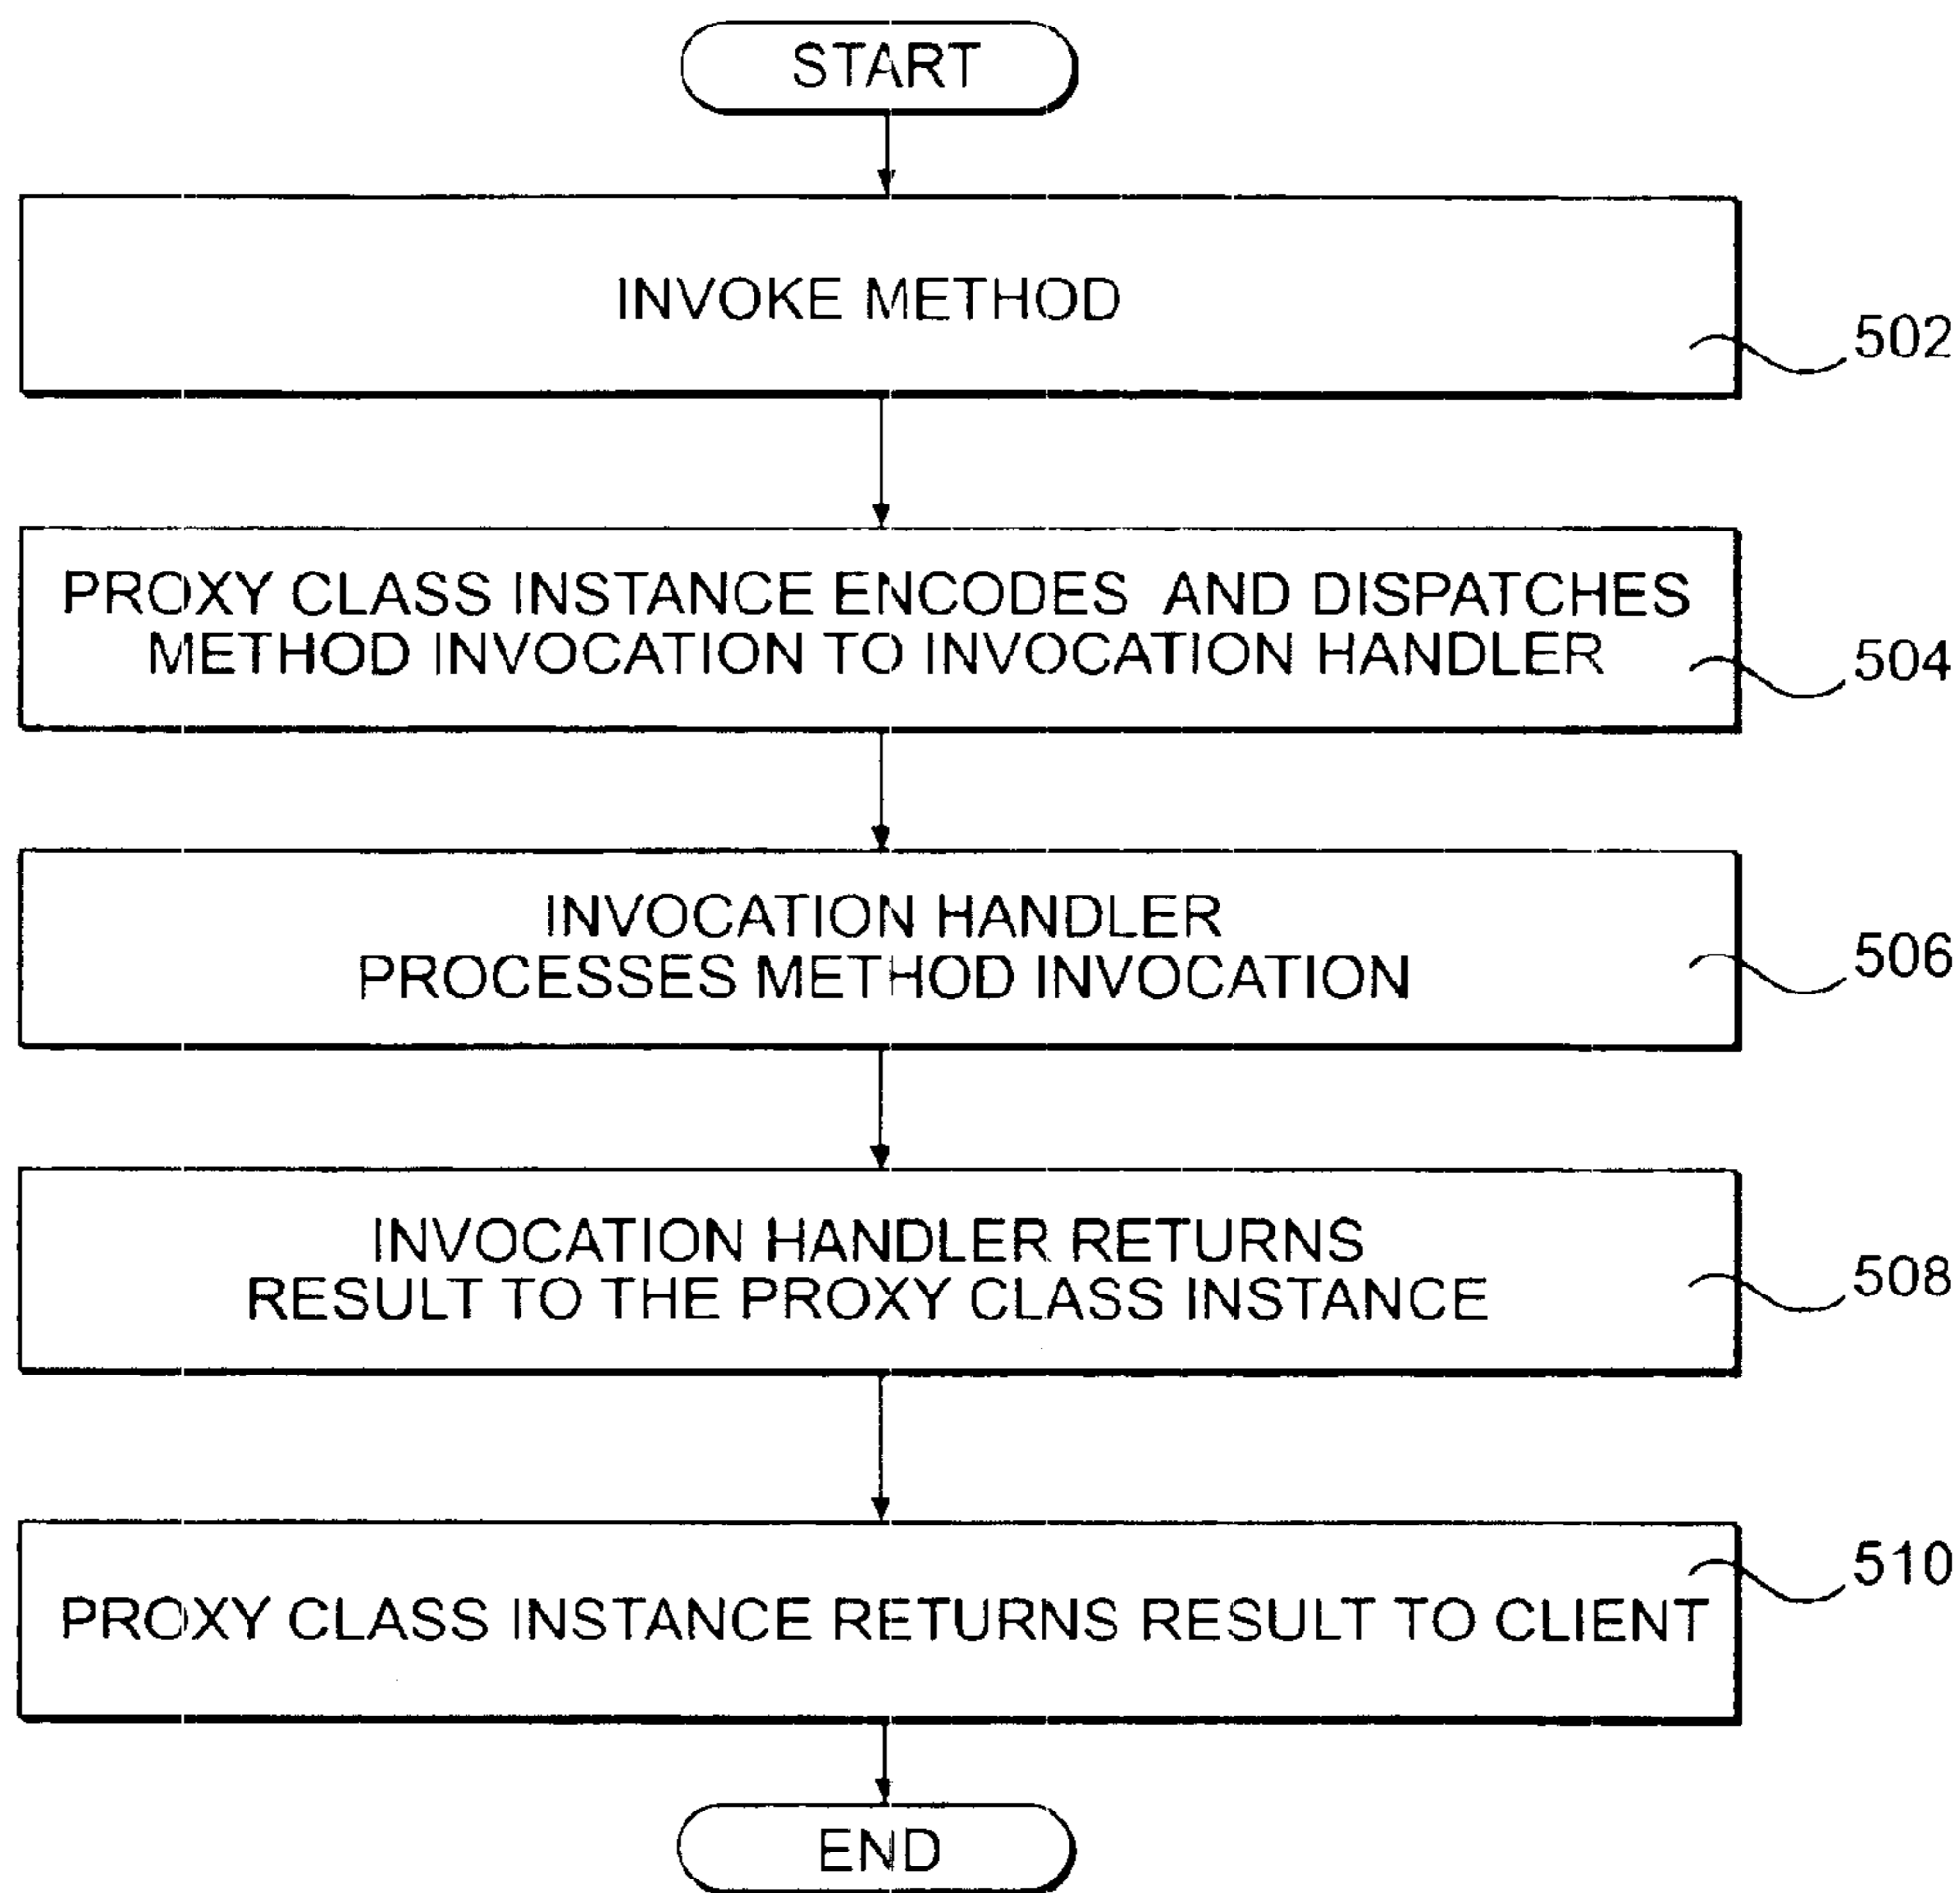 START
INVOKE METHOD
502
PROXY CLASS INSTANCE ENCODES AND DISPATCHES
METHOD INVOCATION TO INVOCATION HANDLER
504
INVOCATION HANDLER
PROCESSES METHOD INVOCATION
506
INVOCATION HANDLER RETURNS
RESULT TO THE PROXY CLASS INSTANCE
508
PROXY CLASS INSTANCE RETURNS RESULT TO CLIENT
510
END